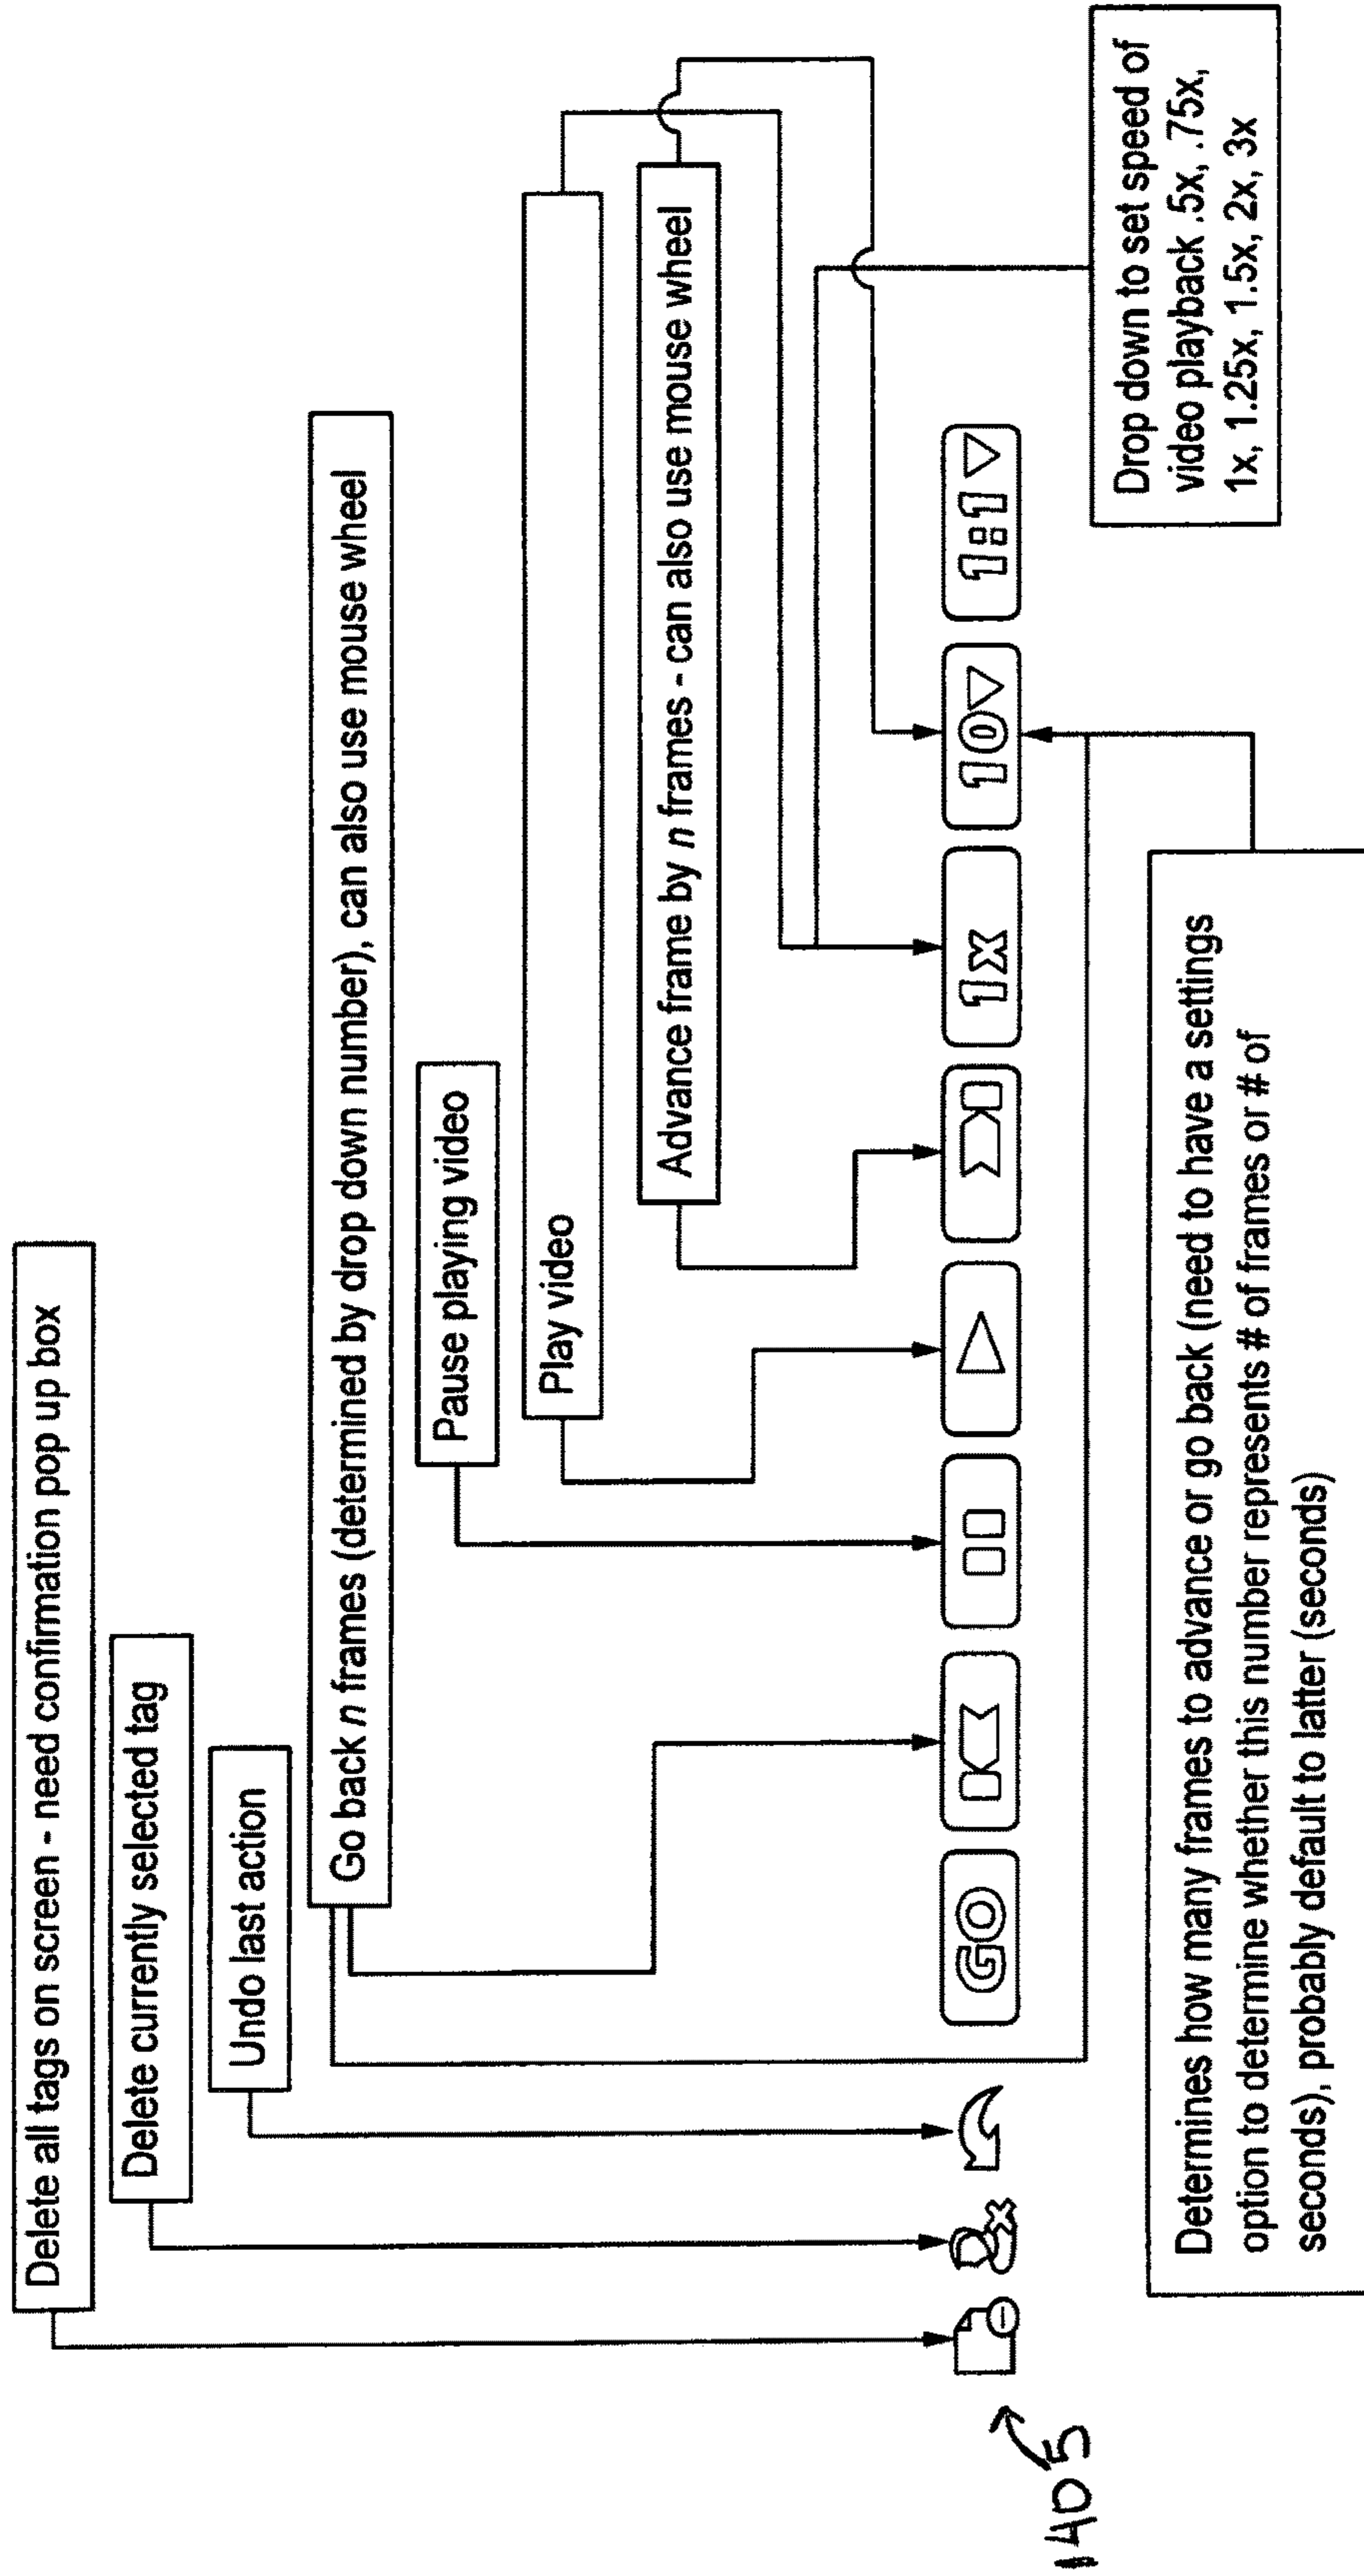 Delete all tags on screen - need confirmation pop up box
Delete currently selected tag
Undo last action
Go back n frames (determined by drop down number), can also use mouse wheel
Pause playing video
Play video
Advance frame by n frames - can also use mouse wheel
GO
1x
10
1:1
1405
Determines how many frames to advance or go back (need to have a settings
option to determine whether this number represents # of frames or # of
seconds), probably default to latter (seconds)
Drop down to set speed of
video playback .5x, .75x,
1x, 1.25x, 1.5x, 2x, 3x